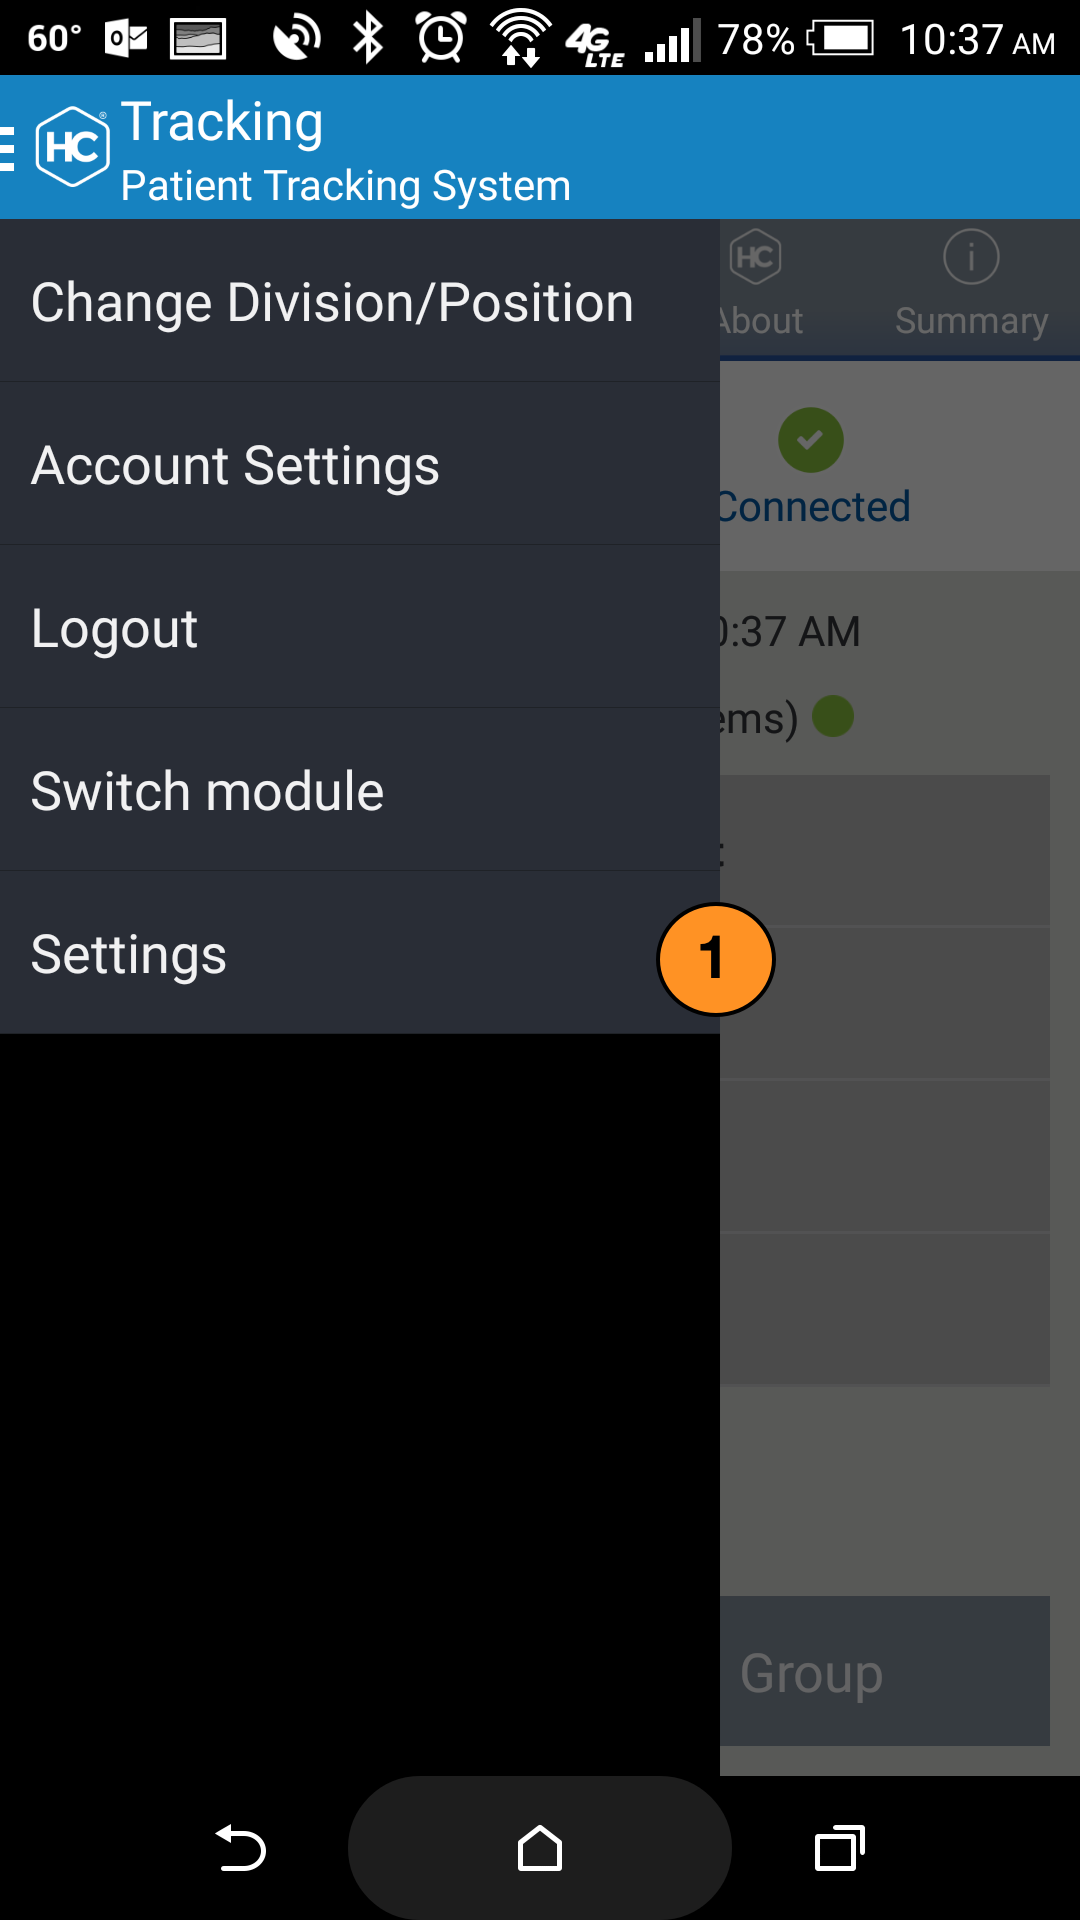 60° 4G LTE 78% 10:37 AM
HC® Tracking
Patient Tracking System
Change Division/Position
HC
About
i
Summary
Account Settings
Connected
Logout
:37 AM
Switch module
Settings
1
Group